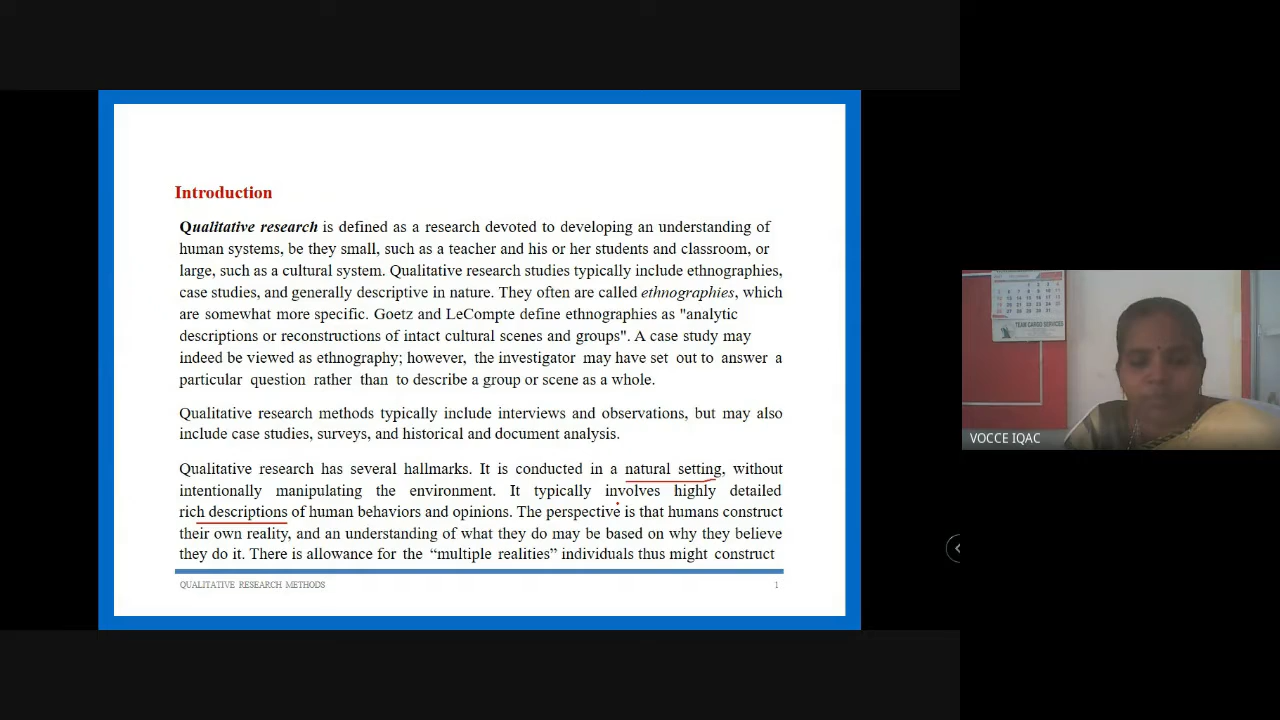 Introduction
Qualitative research is defined as a research devoted to developing an understanding of
human systems, be they small, such as a teacher and his or her students and classroom, or
large, such as a cultural system. Qualitative research studies typically include ethnographies,
case studies, and generally descriptive in nature. They often are called ethnographies, which
are somewhat more specific. Goetz and LeCompte define ethnographies as "analytic
descriptions or reconstructions of intact cultural scenes and groups". A case study may
indeed be viewed as ethnography; however, the investigator may have set out to answer a
particular question rather than to describe a group or scene as a whole.
Qualitative research methods typically include interviews and observations, but may also
include case studies, surveys, and historical and document analysis.
Qualitative research has several hallmarks. It is conducted in a natural setting, without
intentionally manipulating the environment. It typically involves highly detailed
rich descriptions of human behaviors and opinions. The perspective is that humans construct
their own reality, and an understanding of what they do may be based on why they believe
they do it. There is allowance for the “multiple realities” individuals thus might construct
QUALITATIVE RESEARCH METHODS 1
TEAM CARGO SERVICES
VOCCE IQAC